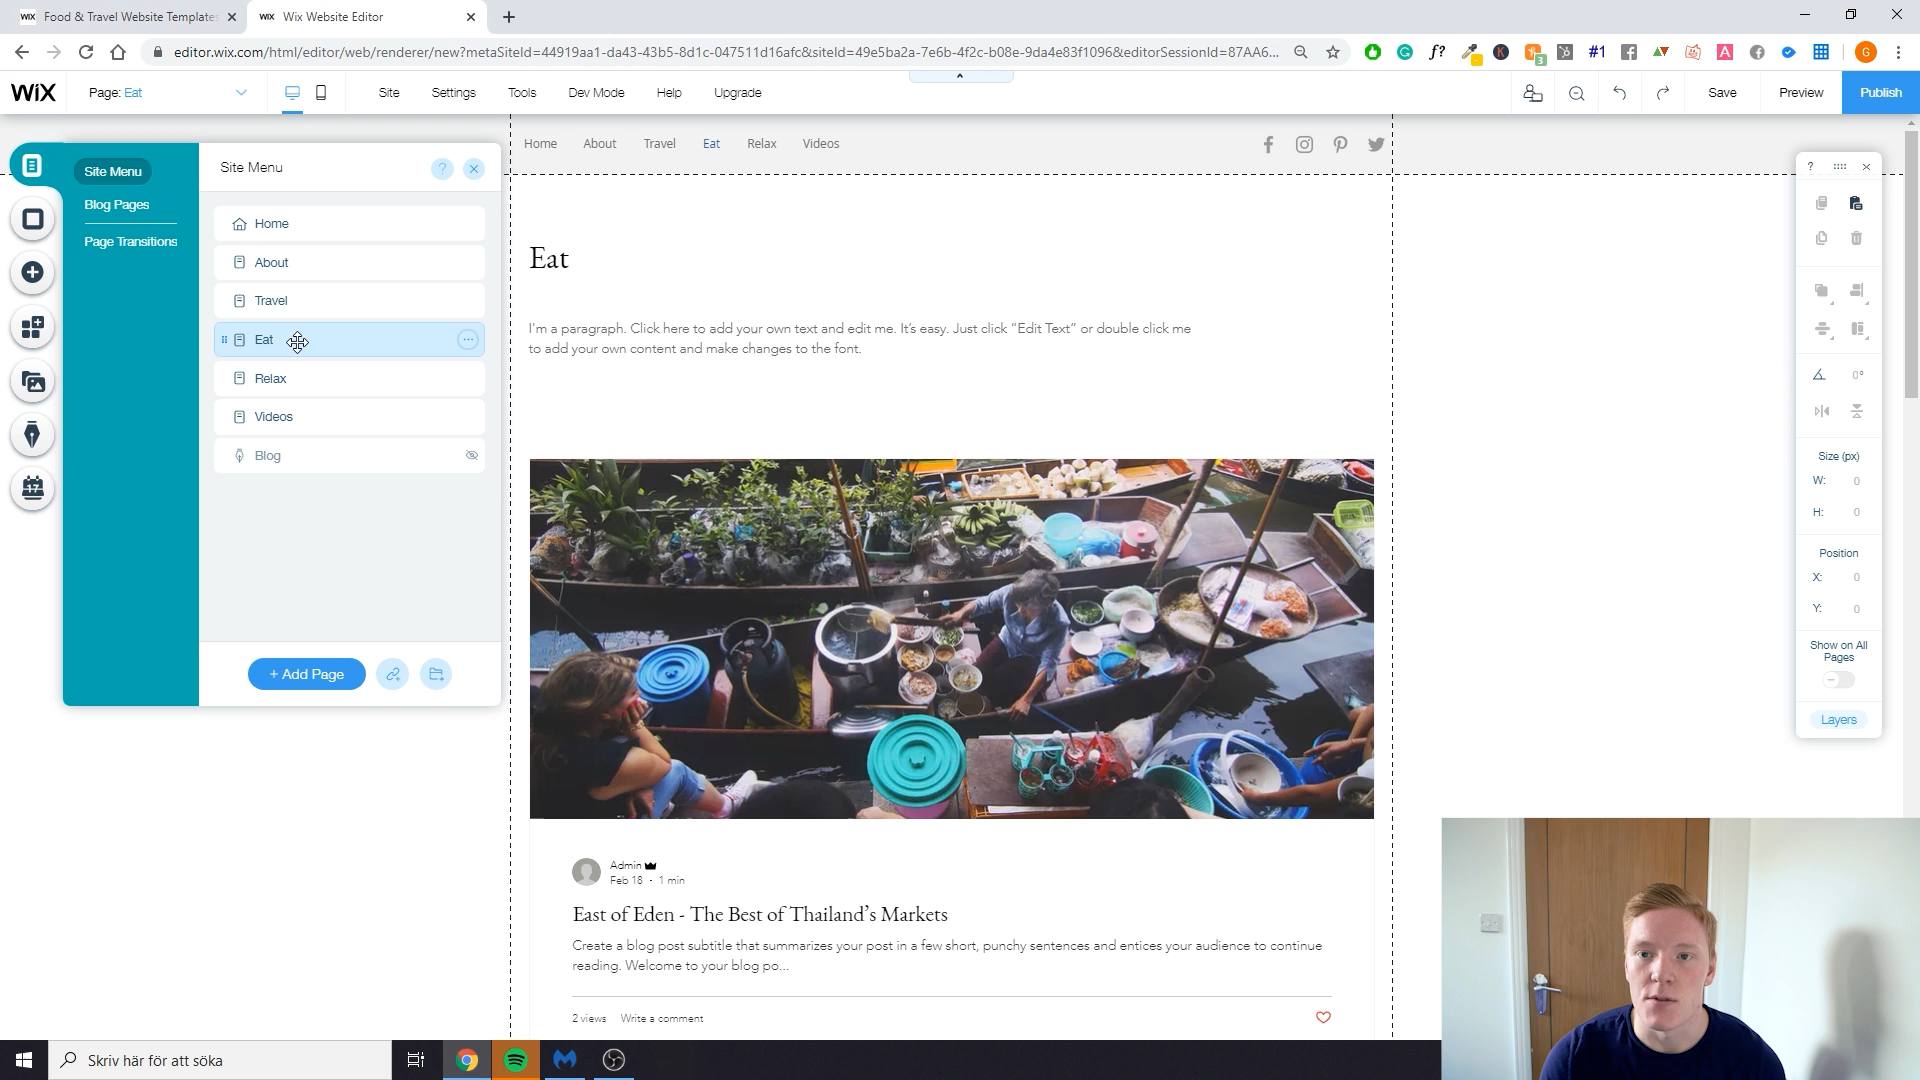 WiX Food & Travel Website Templates
WiX Wix Website Editor
editor.wix.com/html/editor/web/renderer/new?metaSiteId=44919aa1-da43-43b5-8d1c-047511d16afc&siteId=49e5ba2a-7e6b-4f2c-b08e-9da4e83f1096&editorSessionId=87AA6...
f? K 3 #1 A G
WiX Page: Eat Site Settings Tools Dev Mode Help Upgrade Save Preview Publish
Home About Travel Eat Relax Videos
Site Menu
Blog Pages
Page Transitions
17
Site Menu ?
Home
About
Travel
Eat
Relax
Videos
Blog
+ Add Page
Eat
I'm a paragraph. Click here to add your own text and edit me. It's easy. Just click “Edit Text” or double click me
to add your own content and make changes to the font.
Admin
Feb 18 · 1 min
East of Eden - The Best of Thailand’s Markets
Create a blog post subtitle that summarizes your post in a few short, punchy sentences and entices your audience to continue
reading. Welcome to your blog po...
2 views Write a comment
?
0°
Size (px)
W: 0
H: 0
Position
X: 0
Y: 0
Show on All
Pages
Layers
Skriv här för att söka